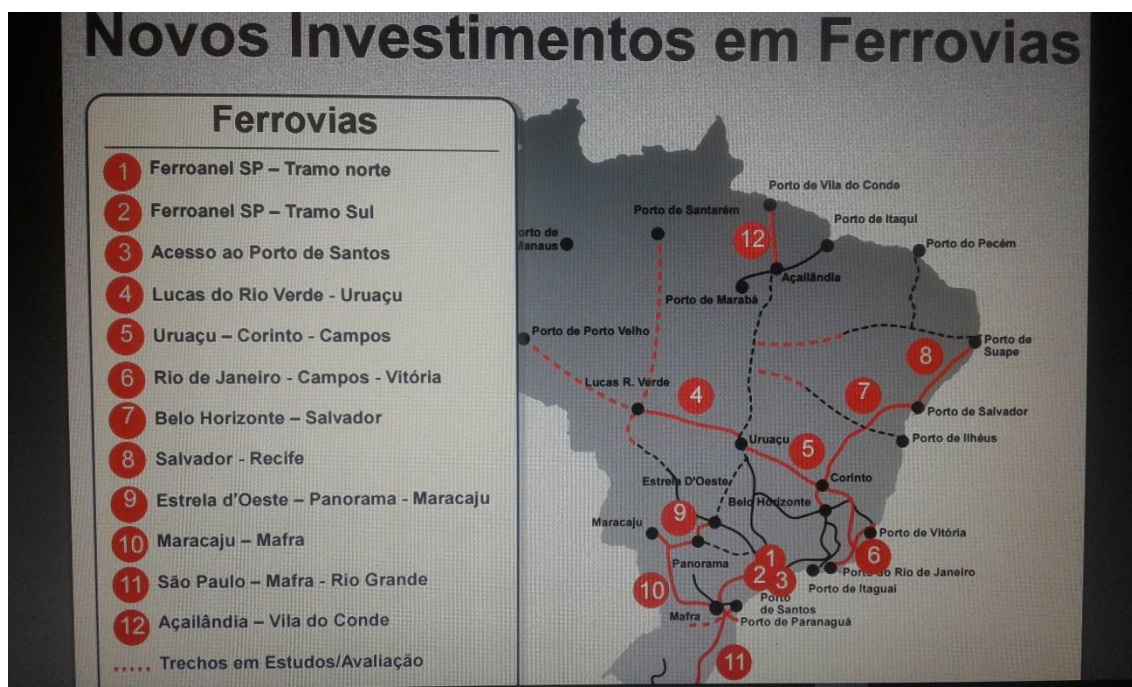 Novos Investimentos em Ferrovias
Ferrovias
1 Ferroanel SP – Tramo norte
2 Ferroanel SP – Tramo Sul
3 Acesso ao Porto de Santos
4 Lucas do Rio Verde - Uruaçu
5 Uruaçu – Corinto - Campos
6 Rio de Janeiro - Campos - Vitória
7 Belo Horizonte – Salvador
8 Salvador - Recife
9 Estrela d'Oeste – Panorama - Maracaju
10 Maracaju – Mafra
11 São Paulo – Mafra - Rio Grande
12 Açailândia – Vila do Conde
Trechos em Estudos/Avaliação
Porto de Vila do Conde
Porto de Santarém
Porto de Itaqui
12
Porto do Pecém
Açailândia
Porto de Marabá
Porto de Porto Velho
Porto de
Suape
8
Lucas R. Verde
4
7
Porto de Salvador
Uruaçu
Porto de Ilhéus
5
Estrela D'Oeste
Corinto
Belo Horizonte
Maracaju
9
Porto de Vitória
Panorama
1
6
2
3
Rio de Janeiro
Porto de Itaguai
10
Porto
de Santos
Mafra
Porto de Paranaguá
11